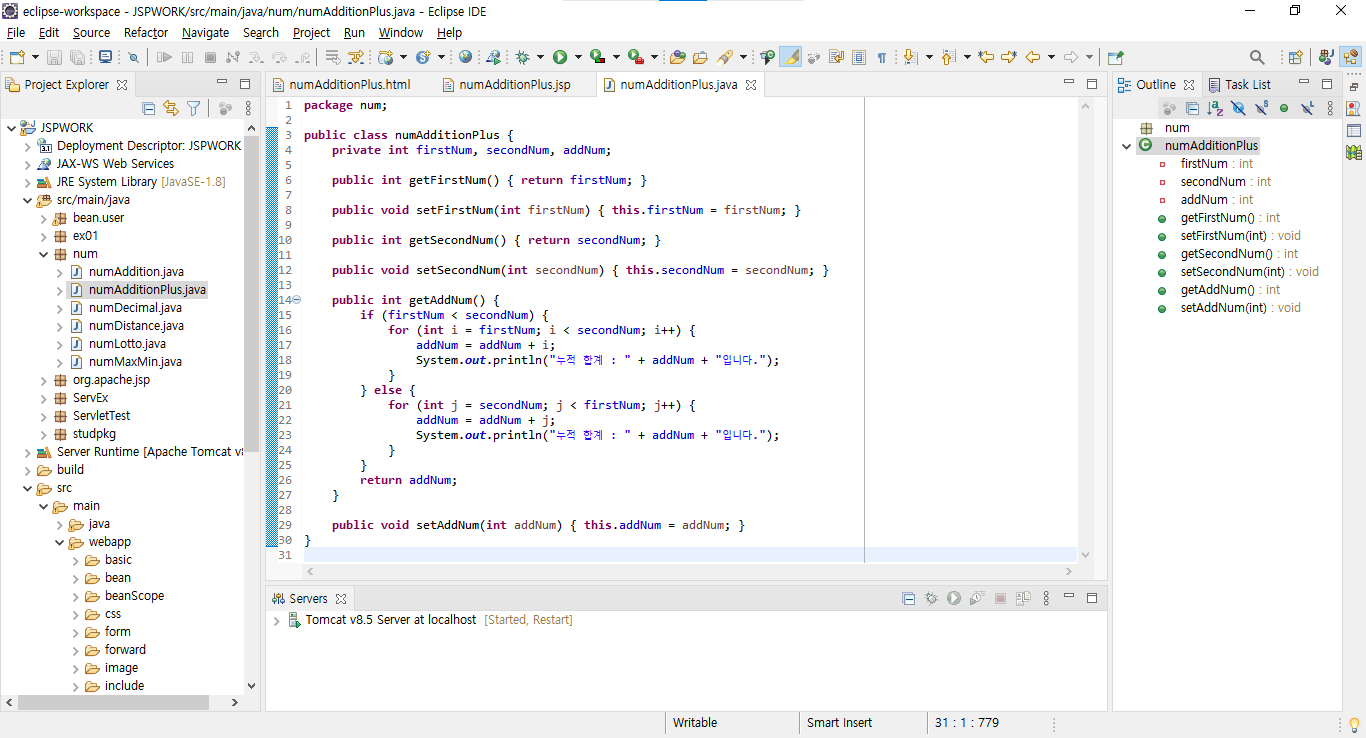 eclipse-workspace - JSPWORK/src/main/java/num/numAdditionPlus.java - Eclipse IDE
File Edit Source Refactor Navigate Search Project Run Window Help
Project Explorer
JSPWORK
Deployment Descriptor: JSPWORK
JAX-WS Web Services
JRE System Library [JavaSE-1.8]
src/main/java
bean.user
ex01
num
numAddition.java
numAdditionPlus.java
numDecimal.java
numDistance.java
numLotto.java
numMaxMin.java
org.apache.jsp
ServEx
ServletTest
studpkg
Server Runtime [Apache Tomcat v
build
src
main
java
webapp
basic
bean
beanScope
css
form
forward
image
include
numAdditionPlus.html numAdditionPlus.jsp numAdditionPlus.java
1 package num;
2
3 public class numAdditionPlus {
4 private int firstNum, secondNum, addNum;
5
6 public int getFirstNum() { return firstNum; }
7
8 public void setFirstNum(int firstNum) { this.firstNum = firstNum; }
9
10 public int getSecondNum() { return secondNum; }
11
12 public void setSecondNum(int secondNum) { this.secondNum = secondNum; }
13
14 public int getAddNum() {
15 if (firstNum < secondNum) {
16 for (int i = firstNum; i < secondNum; i++) {
17 addNum = addNum + i;
18 System.out.println("누적 합계 : " + addNum + "입니다.");
19 }
20 } else {
21 for (int j = secondNum; j < firstNum; j++) {
22 addNum = addNum + j;
23 System.out.println("누적 합계 : " + addNum + "입니다.");
24 }
25 }
26 return addNum;
27 }
28
29 public void setAddNum(int addNum) { this.addNum = addNum; }
30 }
31
Servers
Tomcat v8.5 Server at localhost [Started, Restart]
Outline Task List
num
numAdditionPlus
firstNum : int
secondNum : int
addNum : int
getFirstNum() : int
setFirstNum(int) : void
getSecondNum() : int
setSecondNum(int) : void
getAddNum() : int
setAddNum(int) : void
Writable Smart Insert 31 : 1 : 779